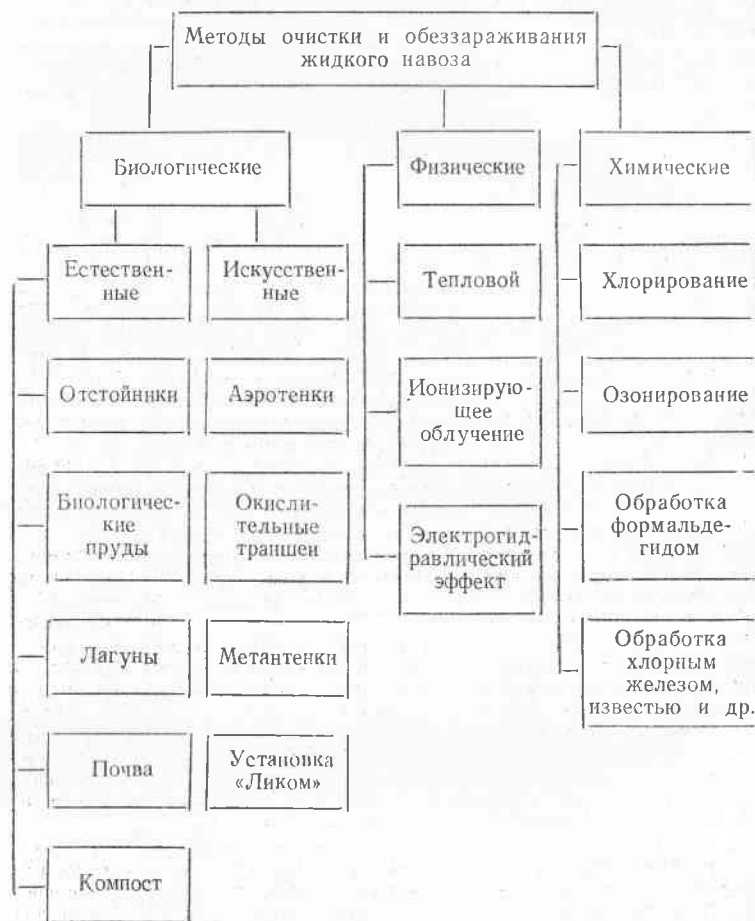 Методы очистки и обеззараживания
жидкого навоза
Биологические
Физические
Химические
Естествен-
ные
Искусствен-
ные
Тепловой
Хлорирование
Отстойники
Аэротенки
Ионизирую-
щее
облучение
Озонирование
Биологичес-
кие
пруды
Окисли-
тельные
траншеи
Электрогид-
равлический
эффект
Обработка
формальде-
гидом
Лагуны
Метантенки
Обработка
хлорным
железом,
известью и др.
Почва
Установка
«Ликом»
Компост